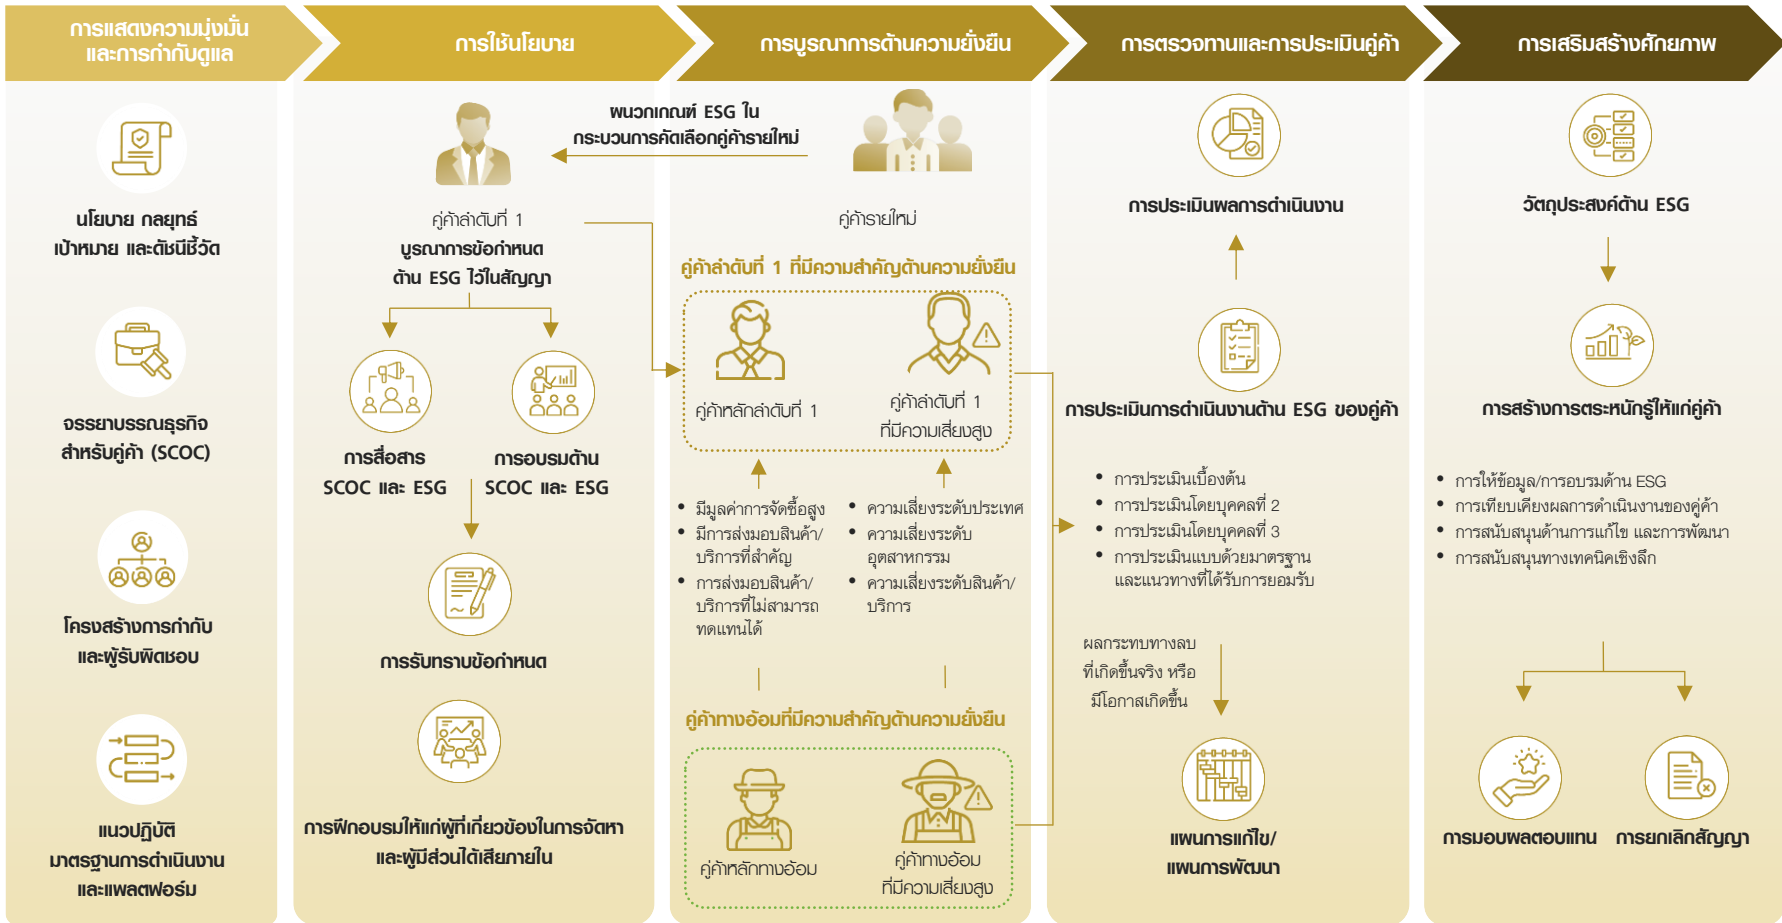 การแสดงความมุ่งมั่น
และการกำกับดูแล
การใช้นโยบาย
การบูรณาการด้านความยั่งยืน
การตรวจทานและการประเมินคู่ค้า
การเสริมสร้างศักยภาพ
นโยบาย กลยุทธ์
เป้าหมาย และดัชนีชี้วัด
จรรยาบรรณธุรกิจ
สำหรับคู่ค้า (SCOC)
โครงสร้างการกำกับ
และผู้รับผิดชอบ
แนวปฏิบัติ
มาตรฐานการดำเนินงาน
และแพลตฟอร์ม
คู่ค้าลำดับที่ 1
บูรณาการข้อกำหนด
ด้าน ESG ไว้ในสัญญา
การสื่อสาร
SCOC และ ESG
การอบรมด้าน
SCOC และ ESG
การรับทราบข้อกำหนด
การฝึกอบรมให้แก่ผู้ที่เกี่ยวข้องในการจัดหา
และผู้มีส่วนได้เสียภายใน
ผนวกเกณฑ์ ESG ใน
กระบวนการคัดเลือกคู่ค้ารายใหม่
คู่ค้ารายใหม่
คู่ค้าลำดับที่ 1 ที่มีความสำคัญด้านความยั่งยืน
คู่ค้าหลักลำดับที่ 1
คู่ค้าลำดับที่ 1
ที่มีความเสี่ยงสูง
• มีมูลค่าการจัดซื้อสูง
• มีการส่งมอบสินค้า/
บริการที่สำคัญ
• การส่งมอบสินค้า/
บริการที่ไม่สามารถ
ทดแทนได้
• ความเสี่ยงระดับประเทศ
• ความเสี่ยงระดับ
อุตสาหกรรม
• ความเสี่ยงระดับสินค้า/
บริการ
คู่ค้าทางอ้อมที่มีความสำคัญด้านความยั่งยืน
คู่ค้าหลักทางอ้อม
คู่ค้าทางอ้อม
ที่มีความเสี่ยงสูง
การประเมินผลการดำเนินงาน
การประเมินการดำเนินงานด้าน ESG ของคู่ค้า
• การประเมินเบื้องต้น
• การประเมินโดยบุคคลที่ 2
• การประเมินโดยบุคคลที่ 3
• การประเมินแบบด้วยมาตรฐาน
และแนวทางที่ได้รับการยอมรับ
ผลกระทบทางลบ
ที่เกิดขึ้นจริง หรือ
มีโอกาสเกิดขึ้น
แผนการแก้ไข/
แผนการพัฒนา
วัตถุประสงค์ด้าน ESG
การสร้างการตระหนักรู้ให้แก่คู่ค้า
• การให้ข้อมูล/การอบรมด้าน ESG
• การเทียบเคียงผลการดำเนินงานของคู่ค้า
• การสนับสนุนด้านการแก้ไข และการพัฒนา
• การสนับสนุนทางเทคนิคเชิงลึก
การมอบผลตอบแทน
การยกเลิกสัญญา